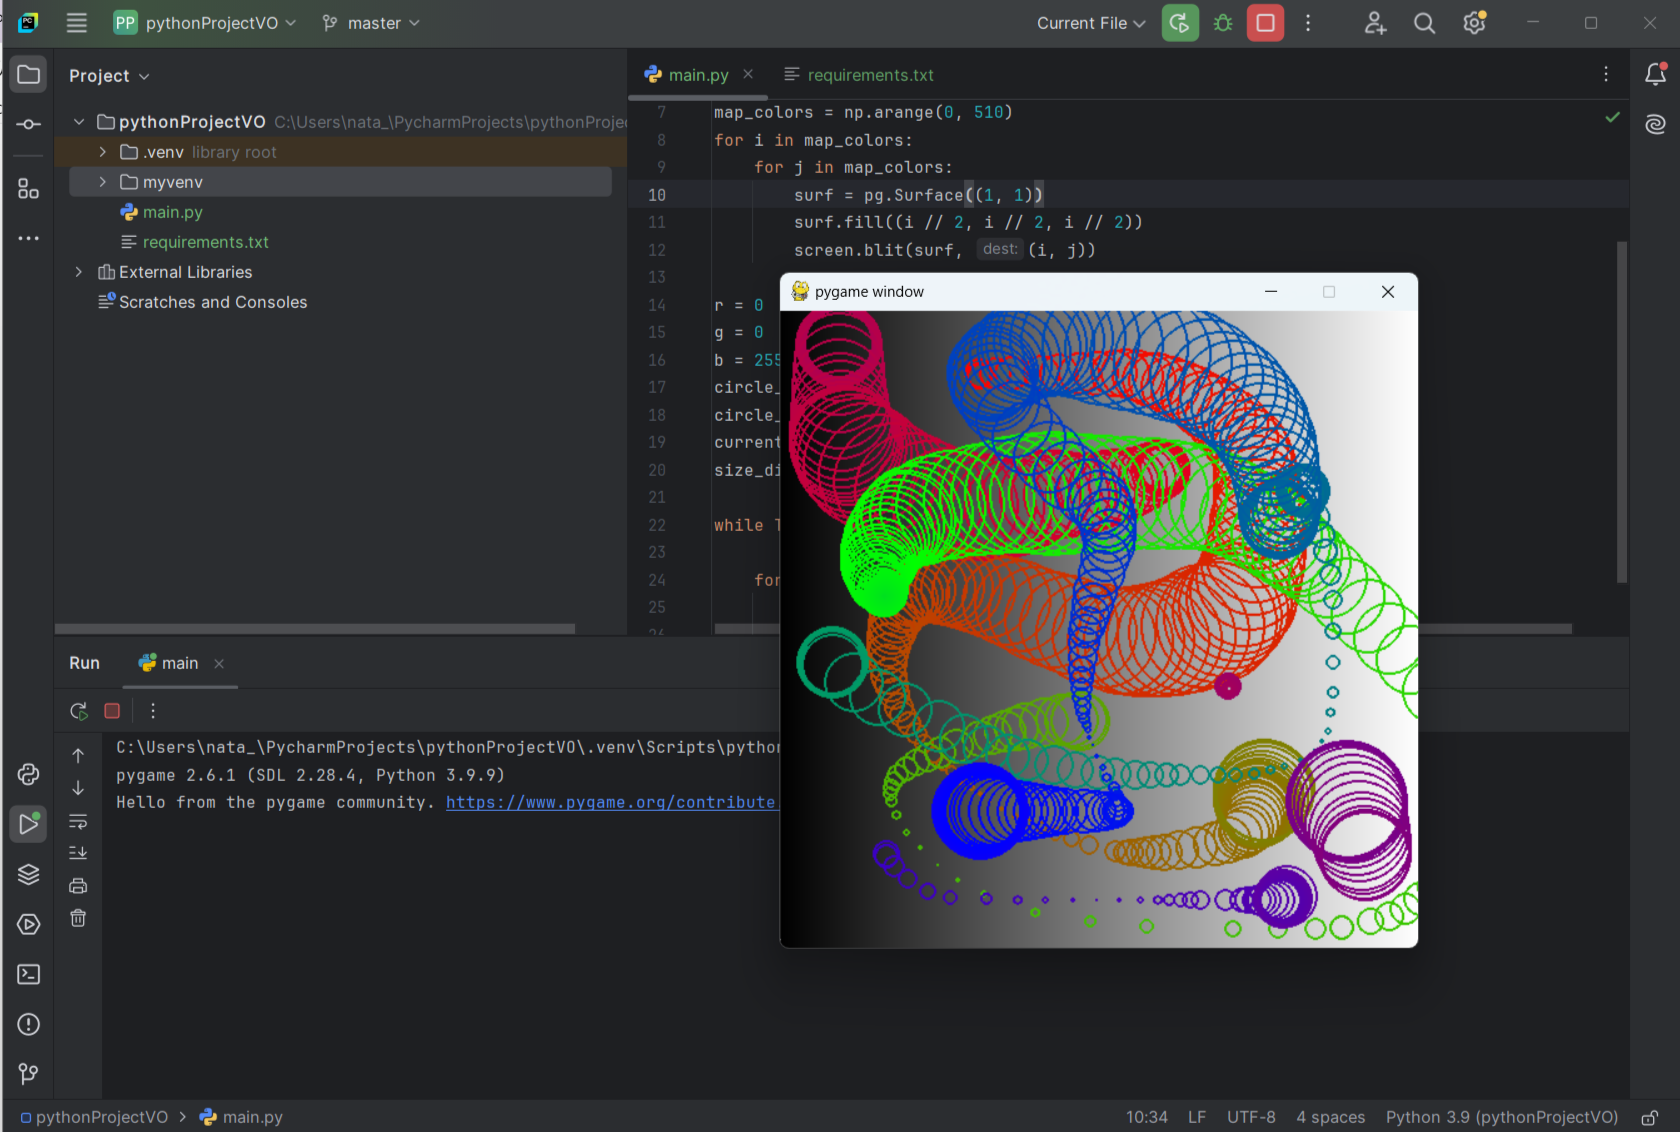 PP pythonProjectVO master Current File
Project
main.py requirements.txt
pythonProjectVO C:\Users\nata_\PycharmProjects\pythonProjec
.venv library root
myvenv
main.py
requirements.txt
External Libraries
Scratches and Consoles
7 map_colors = np.arange(0, 510)
8 for i in map_colors:
9 for j in map_colors:
10 surf = pg.Surface((1, 1))
11 surf.fill((i // 2, i // 2, i // 2))
12 screen.blit(surf, dest: (i, j))
13
14 r = 0
15 g = 0
16 b = 255
17 circle_
18 circle_
19 current
20 size_di
21
22 while
23
24 for
25
26
pygame window
Run main
C:\Users\nata_\PycharmProjects\pythonProjectVO\.venv\Scripts\python
pygame 2.6.1 (SDL 2.28.4, Python 3.9.9)
Hello from the pygame community. https://www.pygame.org/contribute
pythonProjectVO > main.py 10:34 LF UTF-8 4 spaces Python 3.9 (pythonProjectVO)